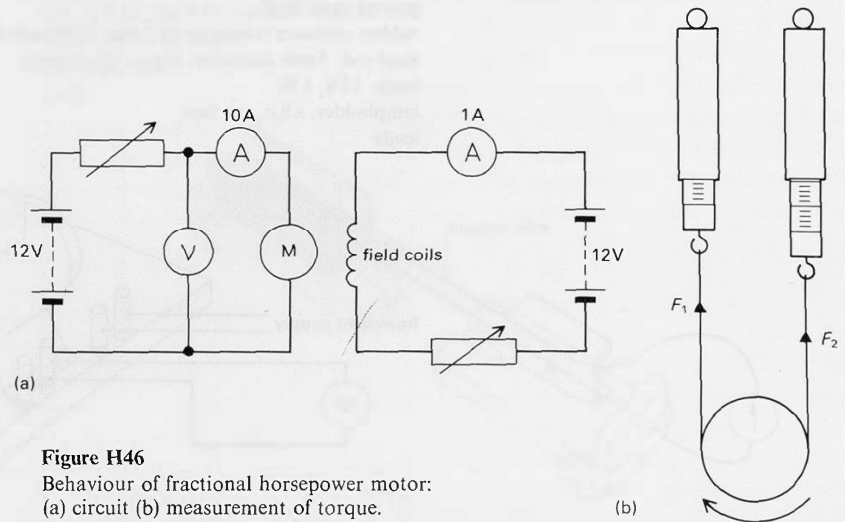 10A
1A
A
A
12V
V
M
field coils
12V
F₁
F₂
(a)
(b)
Figure H46
Behaviour of fractional horsepower motor:
(a) circuit (b) measurement of torque.